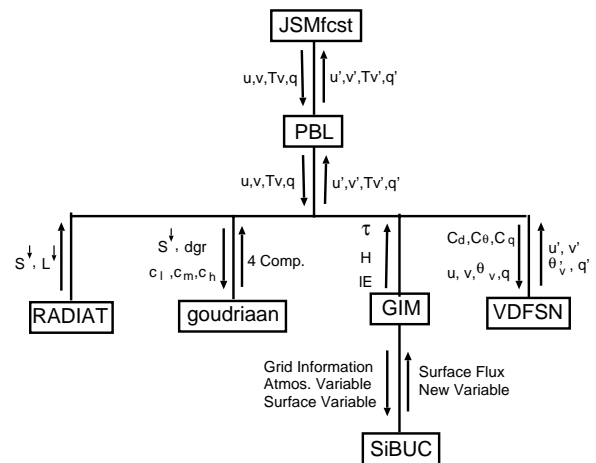 JSMfcst
u,v,Tv,q u',v',Tv',q'
PBL
u,v,Tv,q u',v',Tv',q'
S↓, L↓
S↓, dgr
c_l,c_m,c_h
4 Comp.
τ
H
lE
C_d,C_θ,C_q
u, v,θ_v,q
u', v'
θ'_v, q'
RADIAT
goudriaan
GIM
VDFSN
Grid Information
Atmos. Variable
Surface Variable
Surface Flux
New Variable
SiBUC